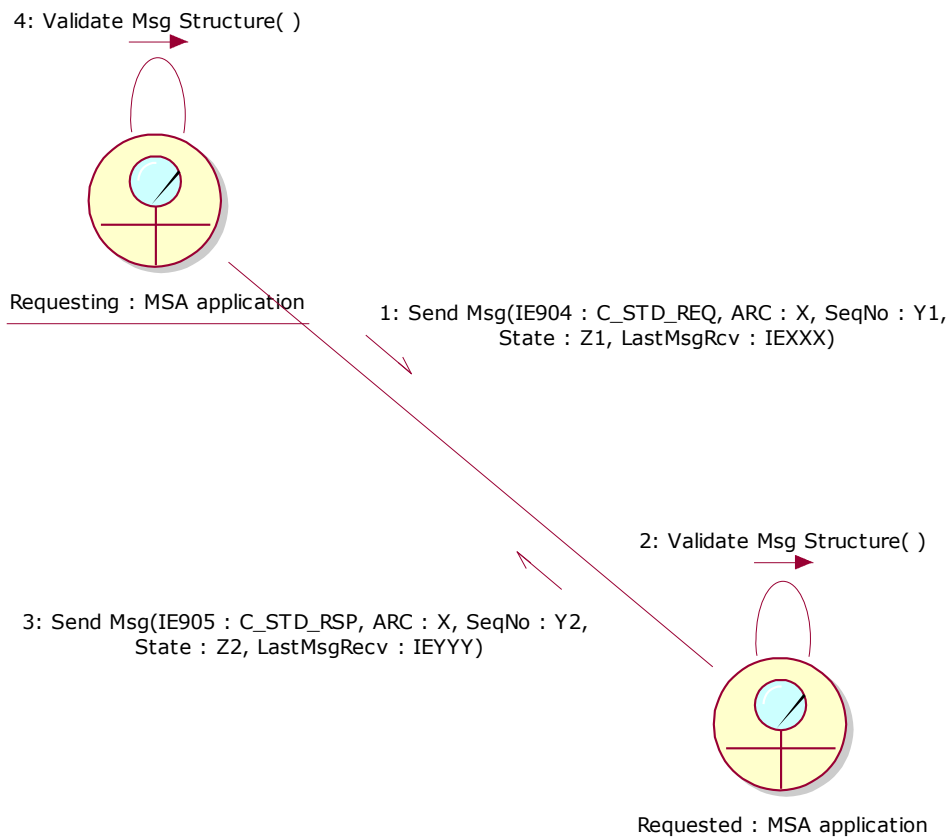 4: Validate Msg Structure( )
Requesting : MSA application
1: Send Msg(IE904 : C_STD_REQ, ARC : X, SeqNo : Y1,
State : Z1, LastMsgRcv : IEXXX)
2: Validate Msg Structure( )
3: Send Msg(IE905 : C_STD_RSP, ARC : X, SeqNo : Y2,
State : Z2, LastMsgRecv : IEYYY)
Requested : MSA application